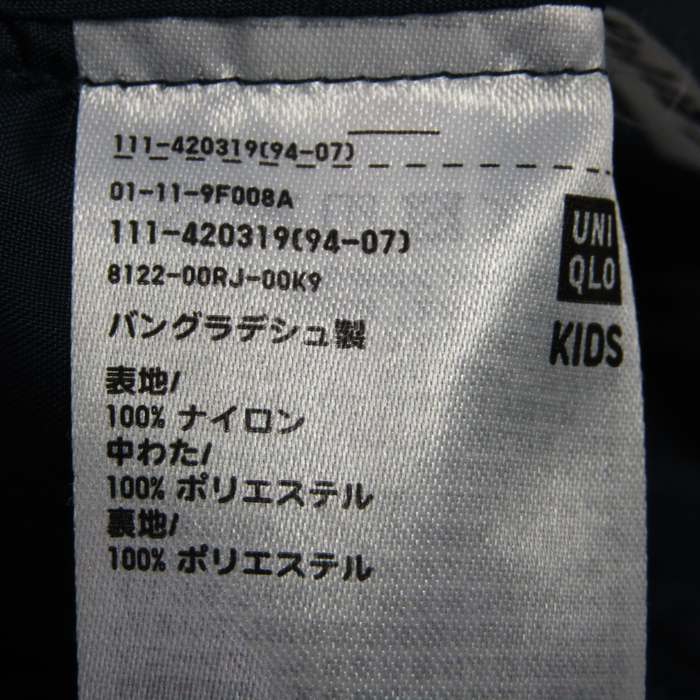 111-420319(94-07)
01-11-9F008A
111-420319(94-07)
8122-00RJ-00K9
バングラデシュ製
表地/
100% ナイロン
中わた/
100% ポリエステル
裏地/
100% ポリエステル
UNI
QLO
KIDS